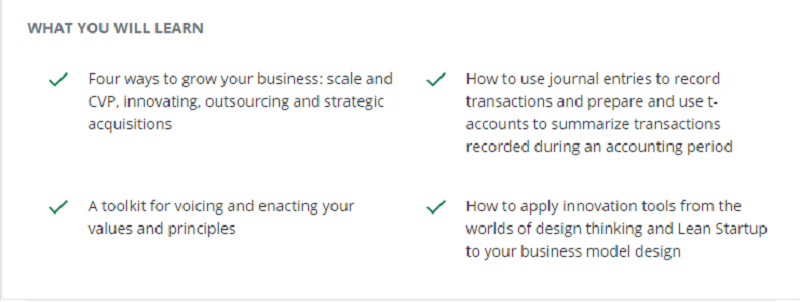 WHAT YOU WILL LEARN
Four ways to grow your business: scale and
CVP, innovating, outsourcing and strategic
acquisitions
How to use journal entries to record
transactions and prepare and use t-
accounts to summarize transactions
recorded during an accounting period
A toolkit for voicing and enacting your
values and principles
How to apply innovation tools from the
worlds of design thinking and Lean Startup
to your business model design